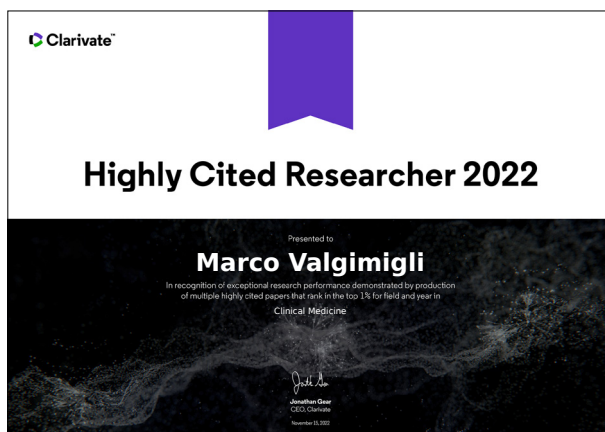 Clarivate™
Highly Cited Researcher 2022
Presented to
Marco Valgimigli
In recognition of exceptional research performance demonstrated by production
of multiple highly cited papers that rank in the top 1% for field and year in
Clinical Medicine
Jonathan Gear
CEO, Clarivate
November 15, 2022